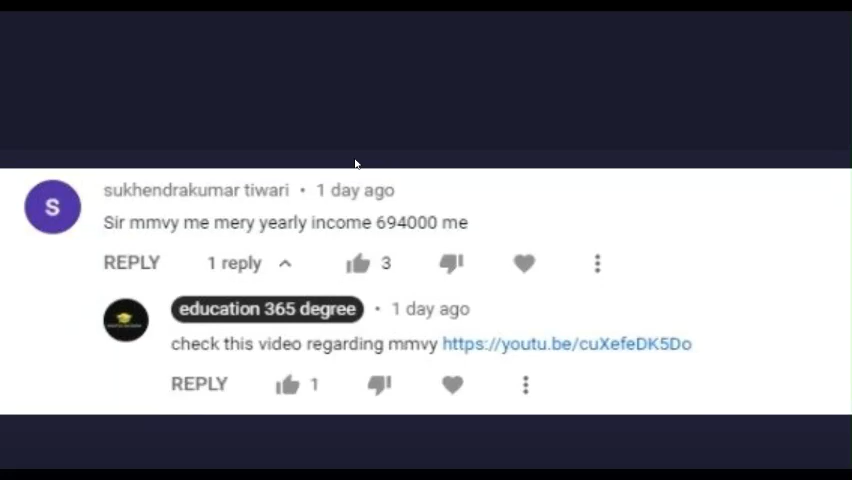 S
sukhendrakumar tiwari • 1 day ago
Sir mmvy me mery yearly income 694000 me
REPLY 1 reply 3
education 365 degree • 1 day ago
check this video regarding mmvy https://youtu.be/cuXefeDK5Do
REPLY 1